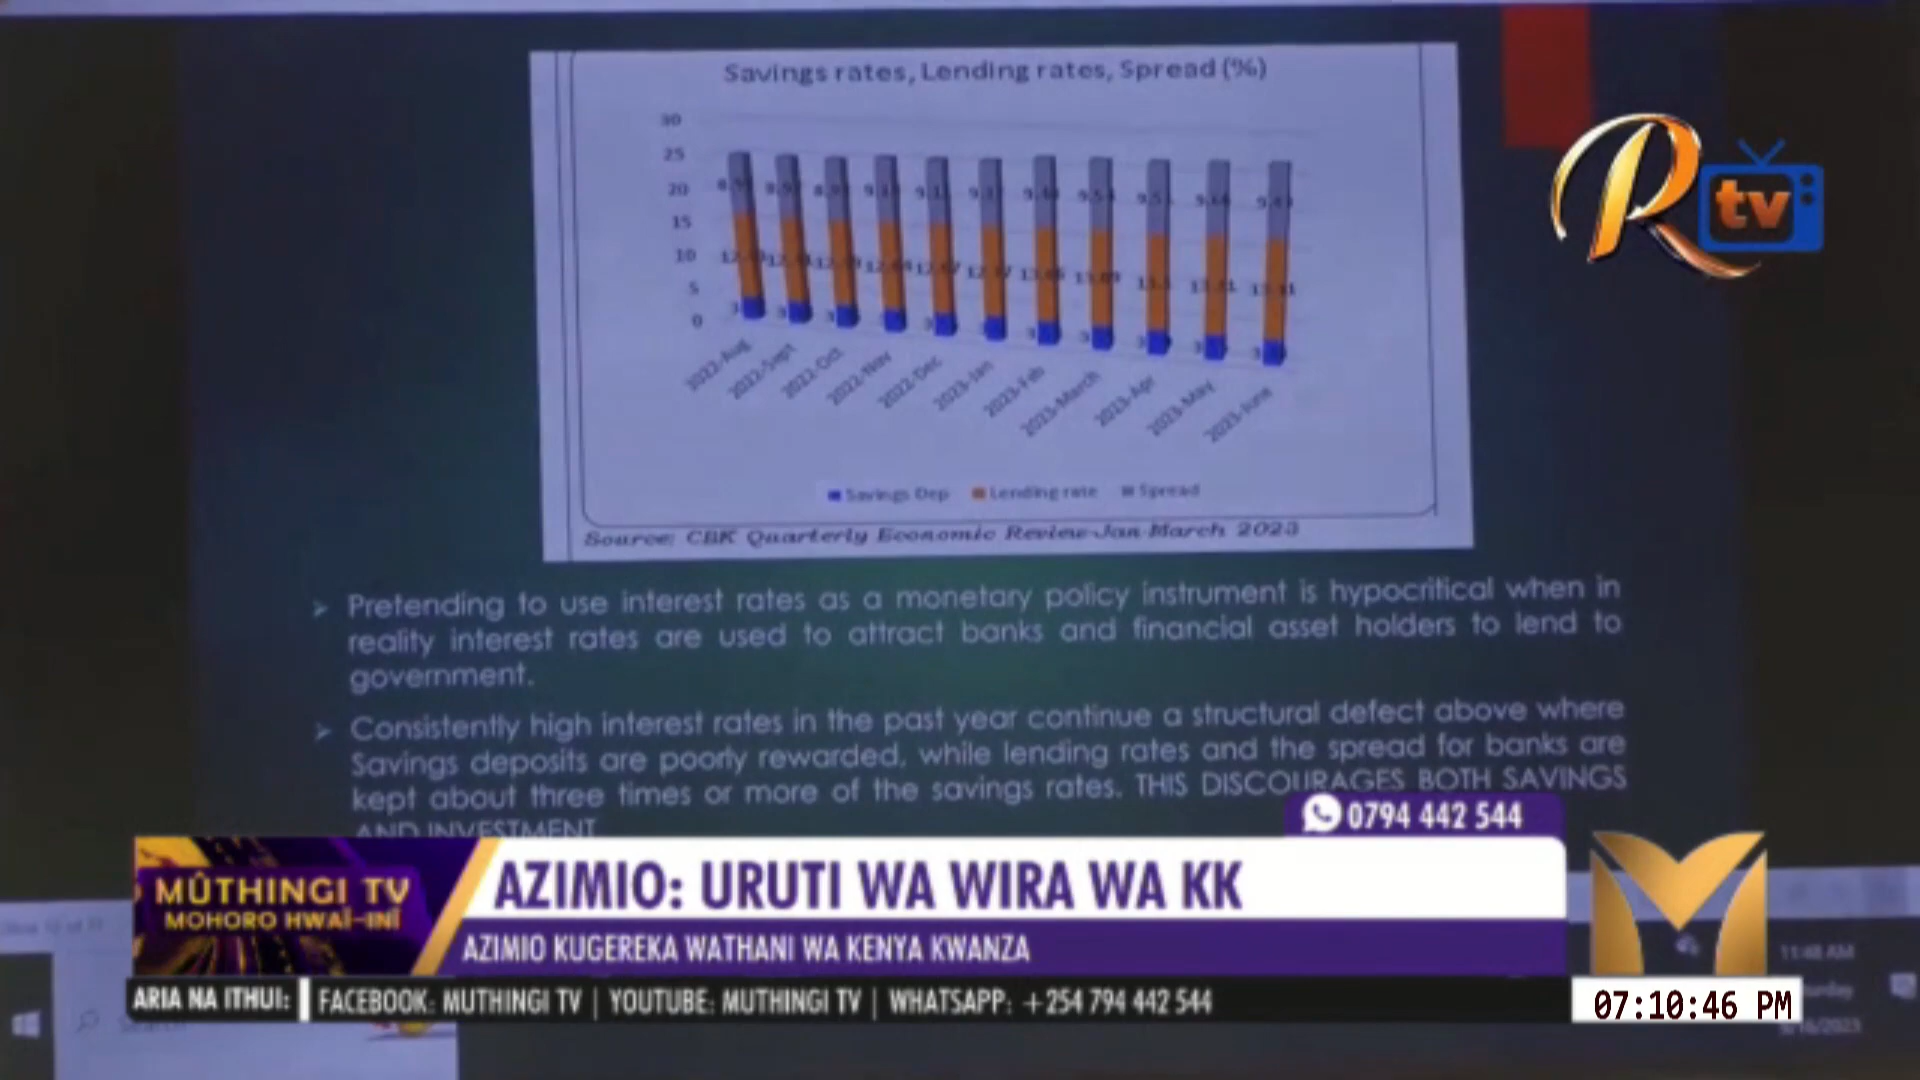 Savings rates, Lending rates, Spread (%)
30
25
20
15
10
5
0
2022-Aug
2022-Sept
2022-Oct
2022-Nov
2022-Dec
2023-Jan
2023-Feb
2023-March
2023-Apr
2023-May
2023-June
Savings Dep Lending rate Spread
Source: CBK Quarterly Economic Review-Jan-March 2023
R tv
➢ Pretending to use interest rates as a monetary policy instrument is hypocritical when in
reality interest rates are used to attract banks and financial asset holders to lend to
government.
➢ Consistently high interest rates in the past year continue a structural defect above where
Savings deposits are poorly rewarded, while lending rates and the spread for banks are
kept about three times or more of the savings rates. THIS DISCOURAGES BOTH SAVINGS
AND INVESTMENT
0794 442 544
MÛTHINGI TV
MOHORO HWAĪ-INĪ
AZIMIO: URUTI WA WIRA WA KK
AZIMIO KUGEREKA WATHANI WA KENYA KWANZA
ARIA NA ITHUI: FACEBOOK: MUTHINGI TV | YOUTUBE: MUTHINGI TV | WHATSAPP: +254 794 442 544
11:48 AM
07:10:46 PM